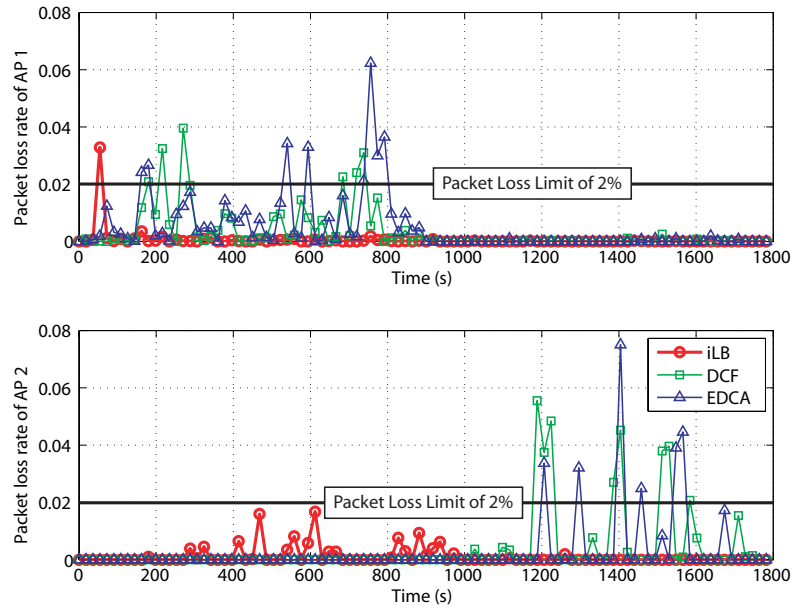 Packet loss rate of AP 1
0.08
0.06
0.04
0.02
0
Packet Loss Limit of 2%
0 200 400 600 800 1000 1200 1400 1600 1800
Time (s)
Packet loss rate of AP 2
0.08
0.06
0.04
0.02
0
iLB
DCF
EDCA
Packet Loss Limit of 2%
0 200 400 600 800 1000 1200 1400 1600 1800
Time (s)